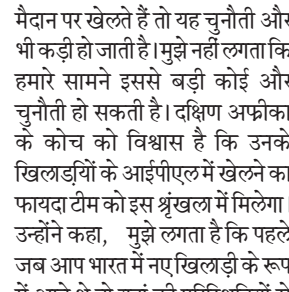 मैदान पर खेलते हैं तो यह चुनौती और
भी कड़ी हो जाती है। मुझे नहीं लगता कि
हमारे सामने इससे बड़ी कोई और
चुनौती हो सकती है। दक्षिण अफ्रीका
के कोच को विश्वास है कि उनके
खिलाडय़िों के आईपीएल में खेलने का
फायदा टीम को इस श्रृंखला में मिलेगा।
उन्होंने कहा, मुझे लगता है कि पहले
जब आप भारत में नए खिलाड़ी के रूप